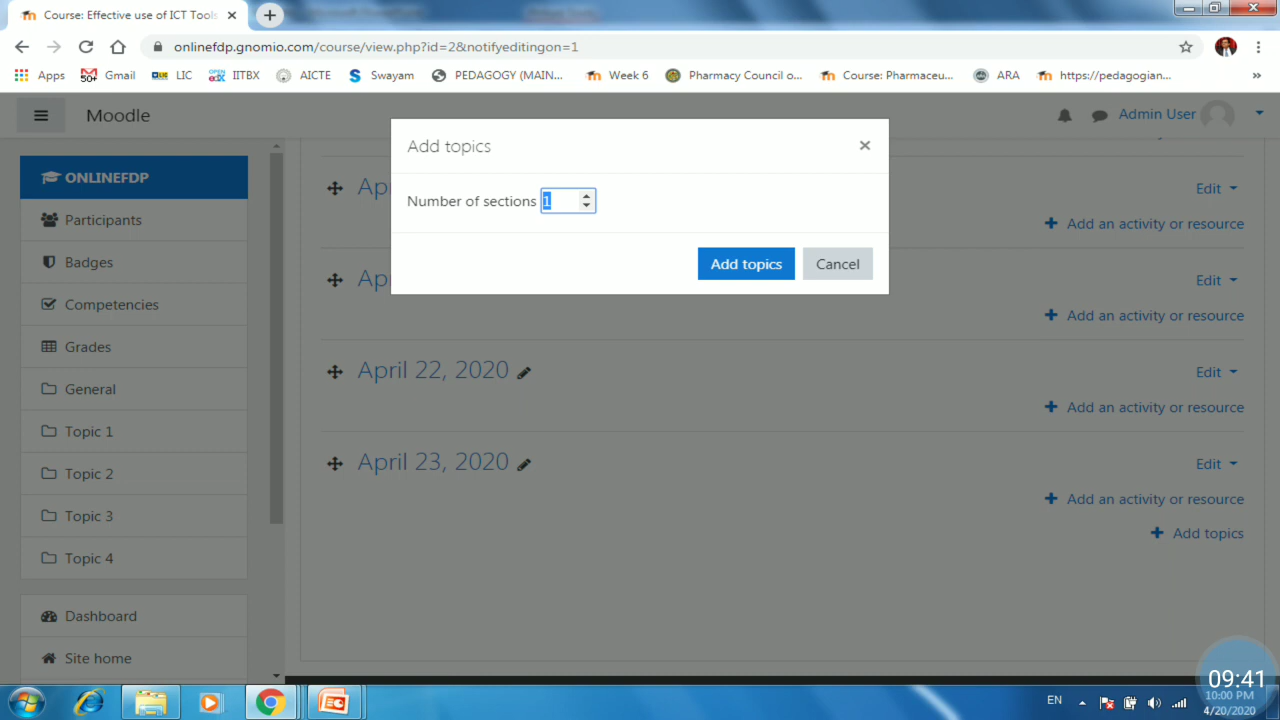 Course: Effective use of ICT Tools
onlinefdp.gnomio.com/course/view.php?id=2&notifyeditingon=1
Apps Gmail LIC IITBX AICTE Swayam PEDAGOGY (MAIN... Week 6 Pharmacy Council o... Course: Pharmaceu... ARA https://pedagogian... »
Moodle
Admin User
Add topics
Number of sections 1
Add topics Cancel
ONLINEFDP
Participants
Badges
Competencies
Grades
General
Topic 1
Topic 2
Topic 3
Topic 4
Dashboard
Site home
Ap
Edit
Add an activity or resource
Ap
Edit
Add an activity or resource
April 22, 2020
Edit
Add an activity or resource
April 23, 2020
Edit
Add an activity or resource
Add topics
EN
09:41
10:00 PM
4/20/2020